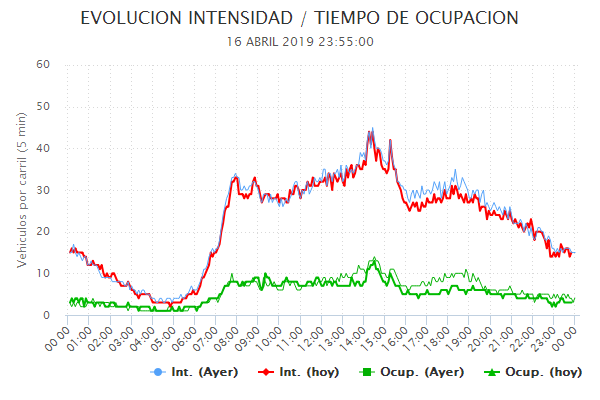 EVOLUCION INTENSIDAD / TIEMPO DE OCUPACION
16 ABRIL 2019 23:55:00
Vehiculos por carril (5 min)
60
50
40
30
20
10
0
00:00 01:00 02:00 03:00 04:00 05:00 06:00 07:00 08:00 09:00 10:00 11:00 12:00 13:00 14:00 15:00 16:00 17:00 18:00 19:00 20:00 21:00 22:00 23:00 00:00
Int. (Ayer) Int. (hoy) Ocup. (Ayer) Ocup. (hoy)